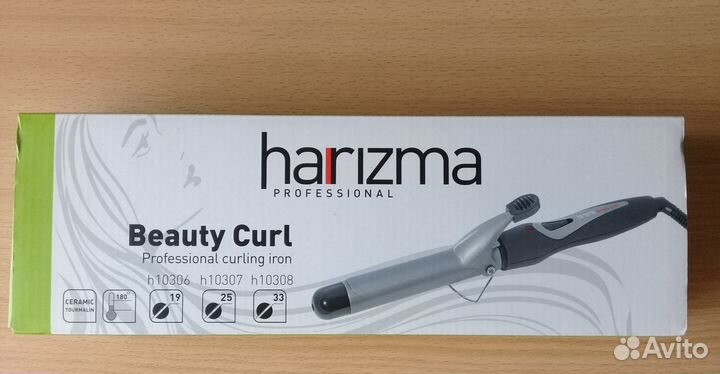 harizma
PROFESSIONAL
Beauty Curl
Professional curling iron
h10306 h10307 h10308
CERAMIC
TOURMALIN
180°
19
25
33
Avito